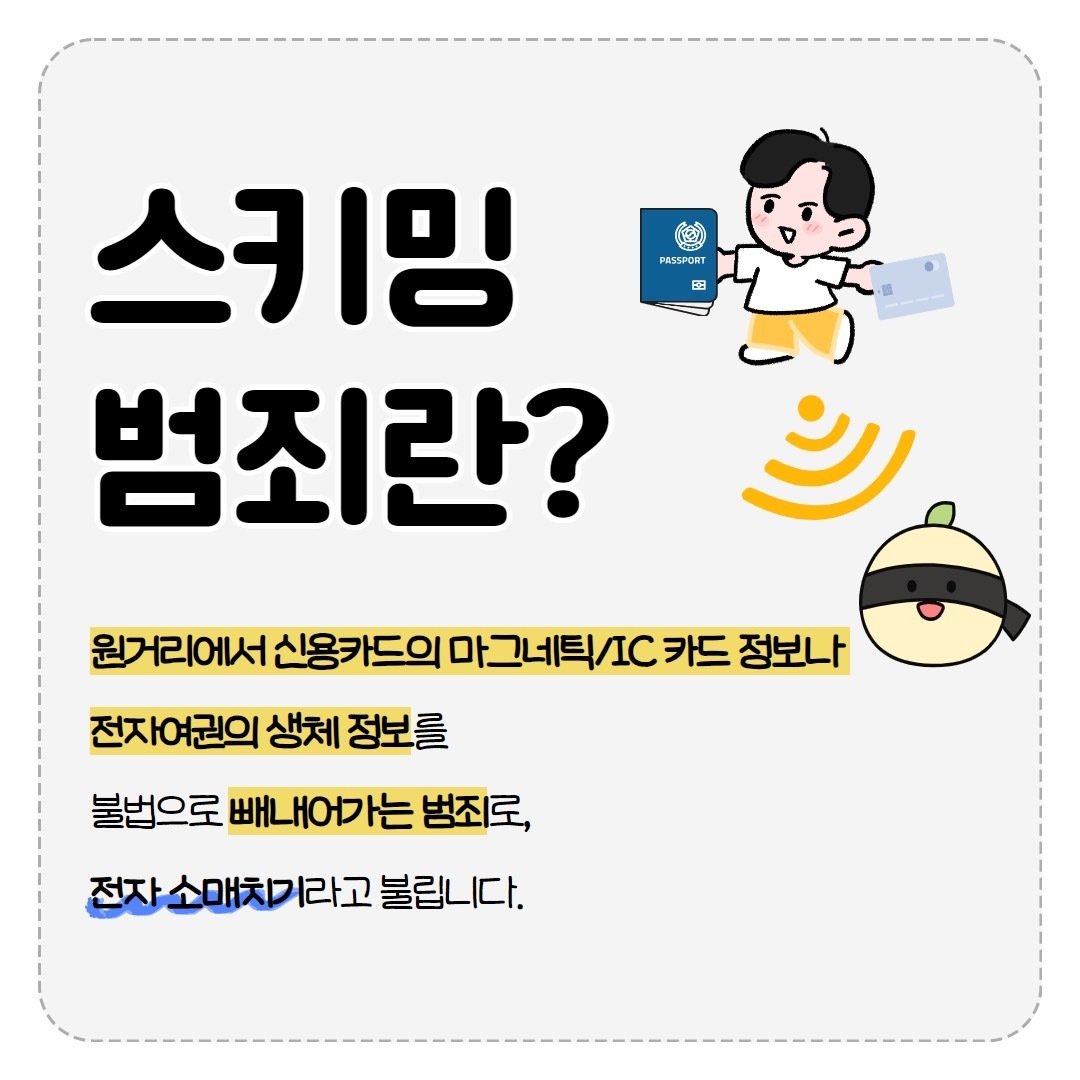 스키밍
범죄란?
PASSPORT
원거리에서 신용카드의 마그네틱/IC 카드 정보나
전자여권의 생체 정보를
불법으로 빼내어가는 범죄로,
전자 소매치기라고 불립니다.